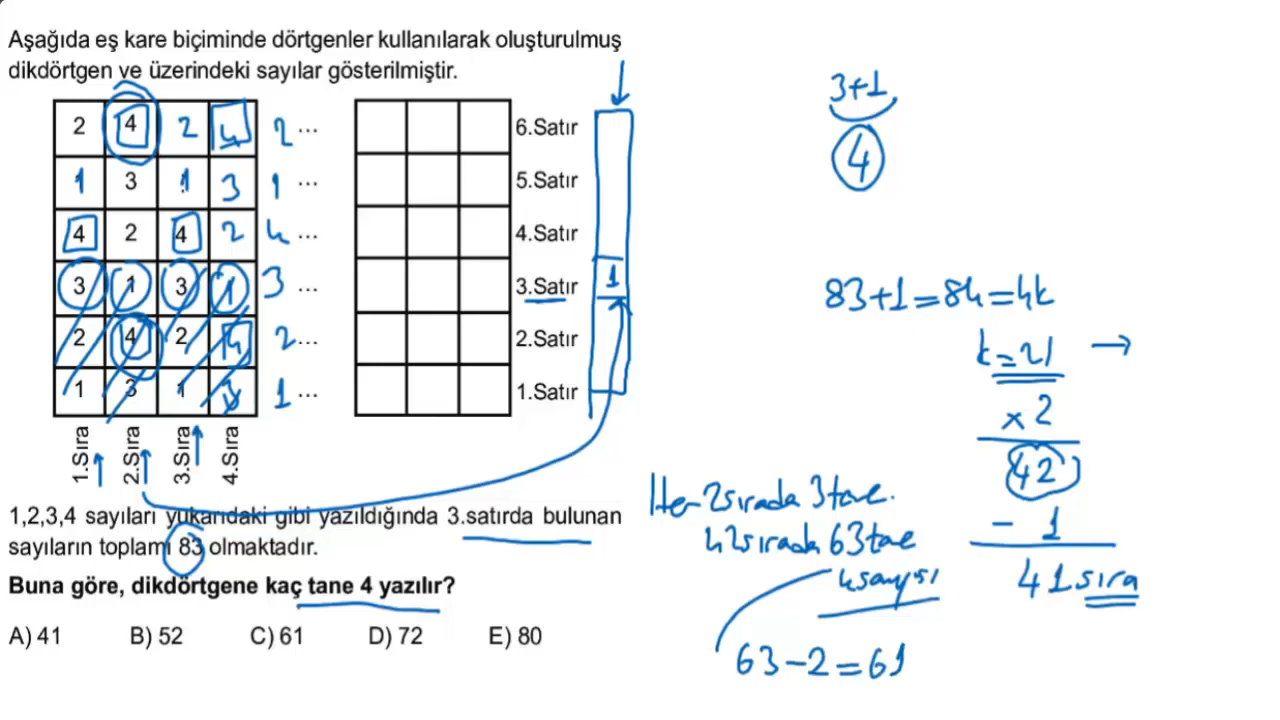 Aşağıda eş kare biçiminde dörtgenler kullanılarak oluşturulmuş
dikdörtgen ve üzerindeki sayılar gösterilmiştir.
2 4 2 4 2 ... 6.Satır
1 3 1 3 1 ... 5.Satır
4 2 4 2 4 ... 4.Satır
3 1 3 1 3 ... 3.Satır 1
2 4 2 4 2 ... 2.Satır
1 3 1 3 1 ... 1.Satır
1.Sıra 2.Sıra 3.Sıra 4.Sıra
1,2,3,4 sayıları yukarıdaki gibi yazıldığında 3.satırda bulunan
sayıların toplamı 83 olmaktadır.
Buna göre, dikdörtgene kaç tane 4 yazılır?
A) 41 B) 52 C) 61 D) 72 E) 80
3+1
4
83+1=84=4k
k=21 →
x 2
42
- 1
41 sıra
Her 2 sırada 3 tane.
42 sırada 63 tane
4 sayısı
63-2=61